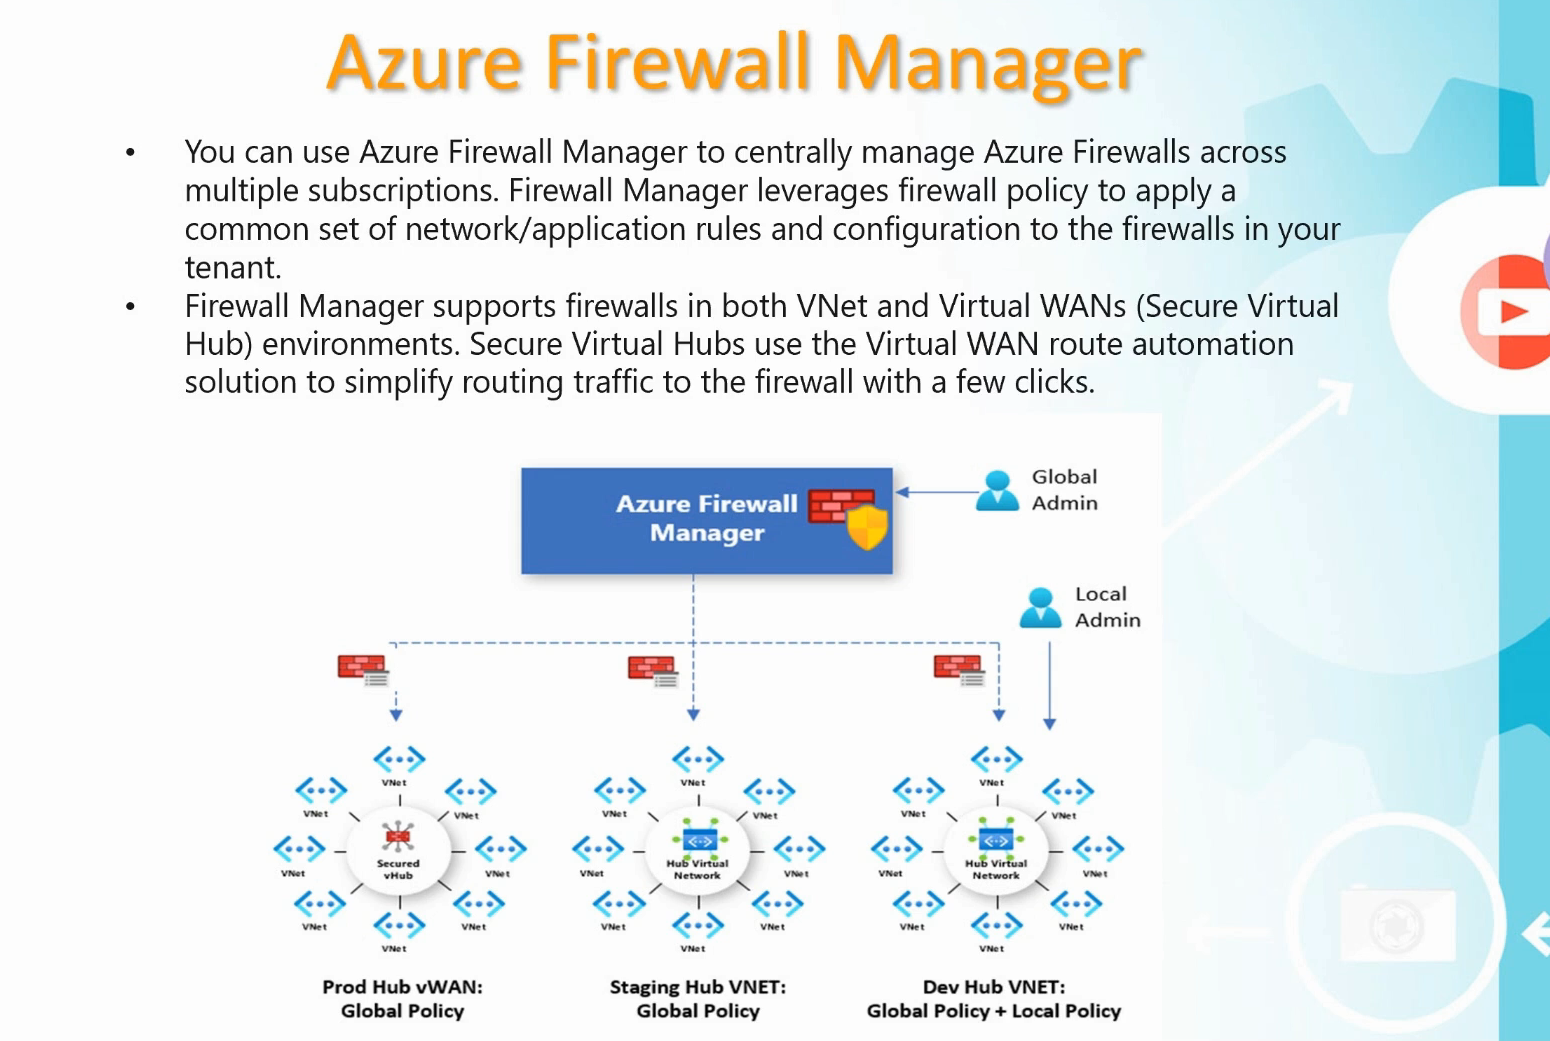 Azure Firewall Manager
• You can use Azure Firewall Manager to centrally manage Azure Firewalls across
multiple subscriptions. Firewall Manager leverages firewall policy to apply a
common set of network/application rules and configuration to the firewalls in your
tenant.
• Firewall Manager supports firewalls in both VNet and Virtual WANs (Secure Virtual
Hub) environments. Secure Virtual Hubs use the Virtual WAN route automation
solution to simplify routing traffic to the firewall with a few clicks.
Azure Firewall
Manager
Global
Admin
Local
Admin
VNet
VNet
VNet
VNet
VNet
VNet
VNet
VNet
Secured
vHub
Prod Hub vWAN:
Global Policy
VNet
VNet
VNet
VNet
VNet
VNet
VNet
VNet
Hub Virtual
Network
Staging Hub VNET:
Global Policy
VNet
VNet
VNet
VNet
VNet
VNet
VNet
VNet
Hub Virtual
Network
Dev Hub VNET:
Global Policy + Local Policy